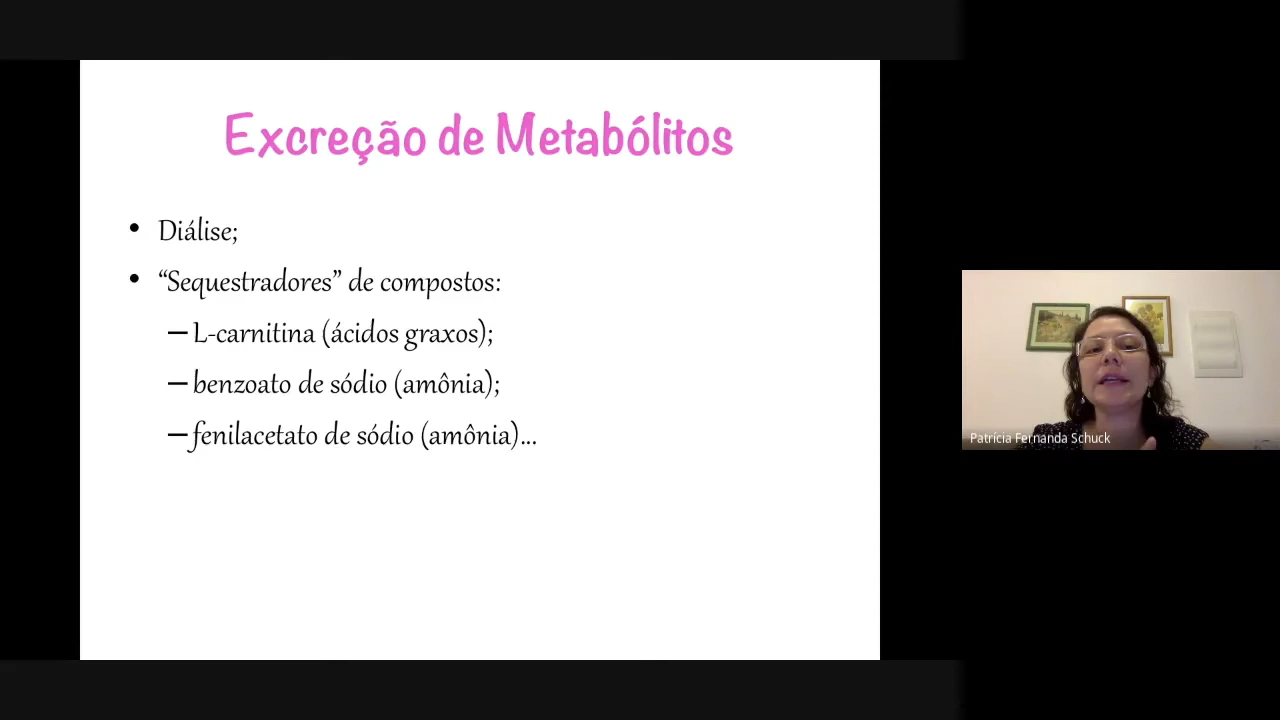 Excreção de Metabólitos
• Diálise;
• “Sequestradores” de compostos:
– L-carnitina (ácidos graxos);
– benzoato de sódio (amônia);
– fenilacetato de sódio (amônia)...
Patrícia Fernanda Schuck